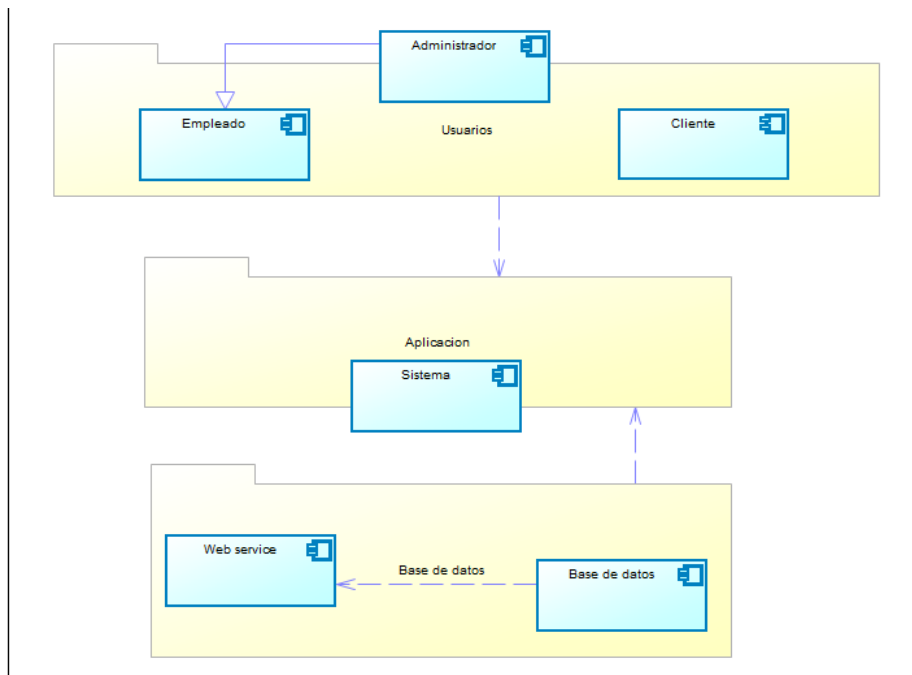 Administrador
Empleado
Cliente
Usuarios
Aplicacion
Sistema
Web service
Base de datos
Base de datos